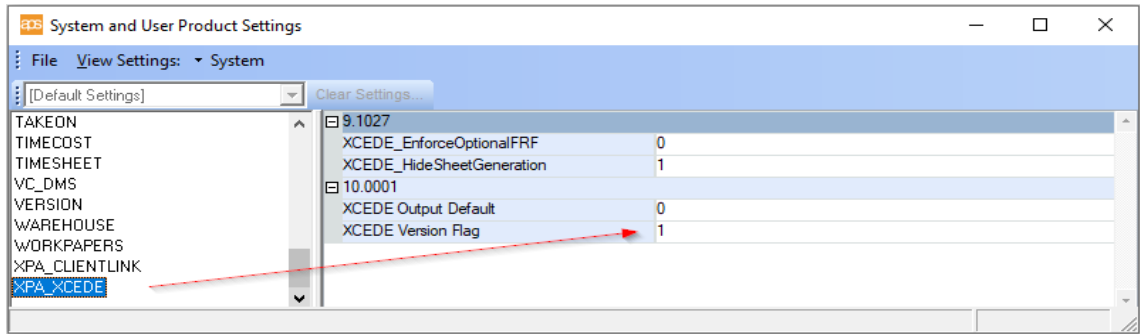 aps System and User Product Settings
File View Settings: System
[Default Settings] Clear Settings...
TAKEON
TIMECOST
TIMESHEET
VC_DMS
VERSION
WAREHOUSE
WORKPAPERS
XPA_CLIENTLINK
XPA_XCEDE
9.1027
XCEDE_EnforceOptionalFRF 0
XCEDE_HideSheetGeneration 1
10.0001
XCEDE Output Default 0
XCEDE Version Flag 1